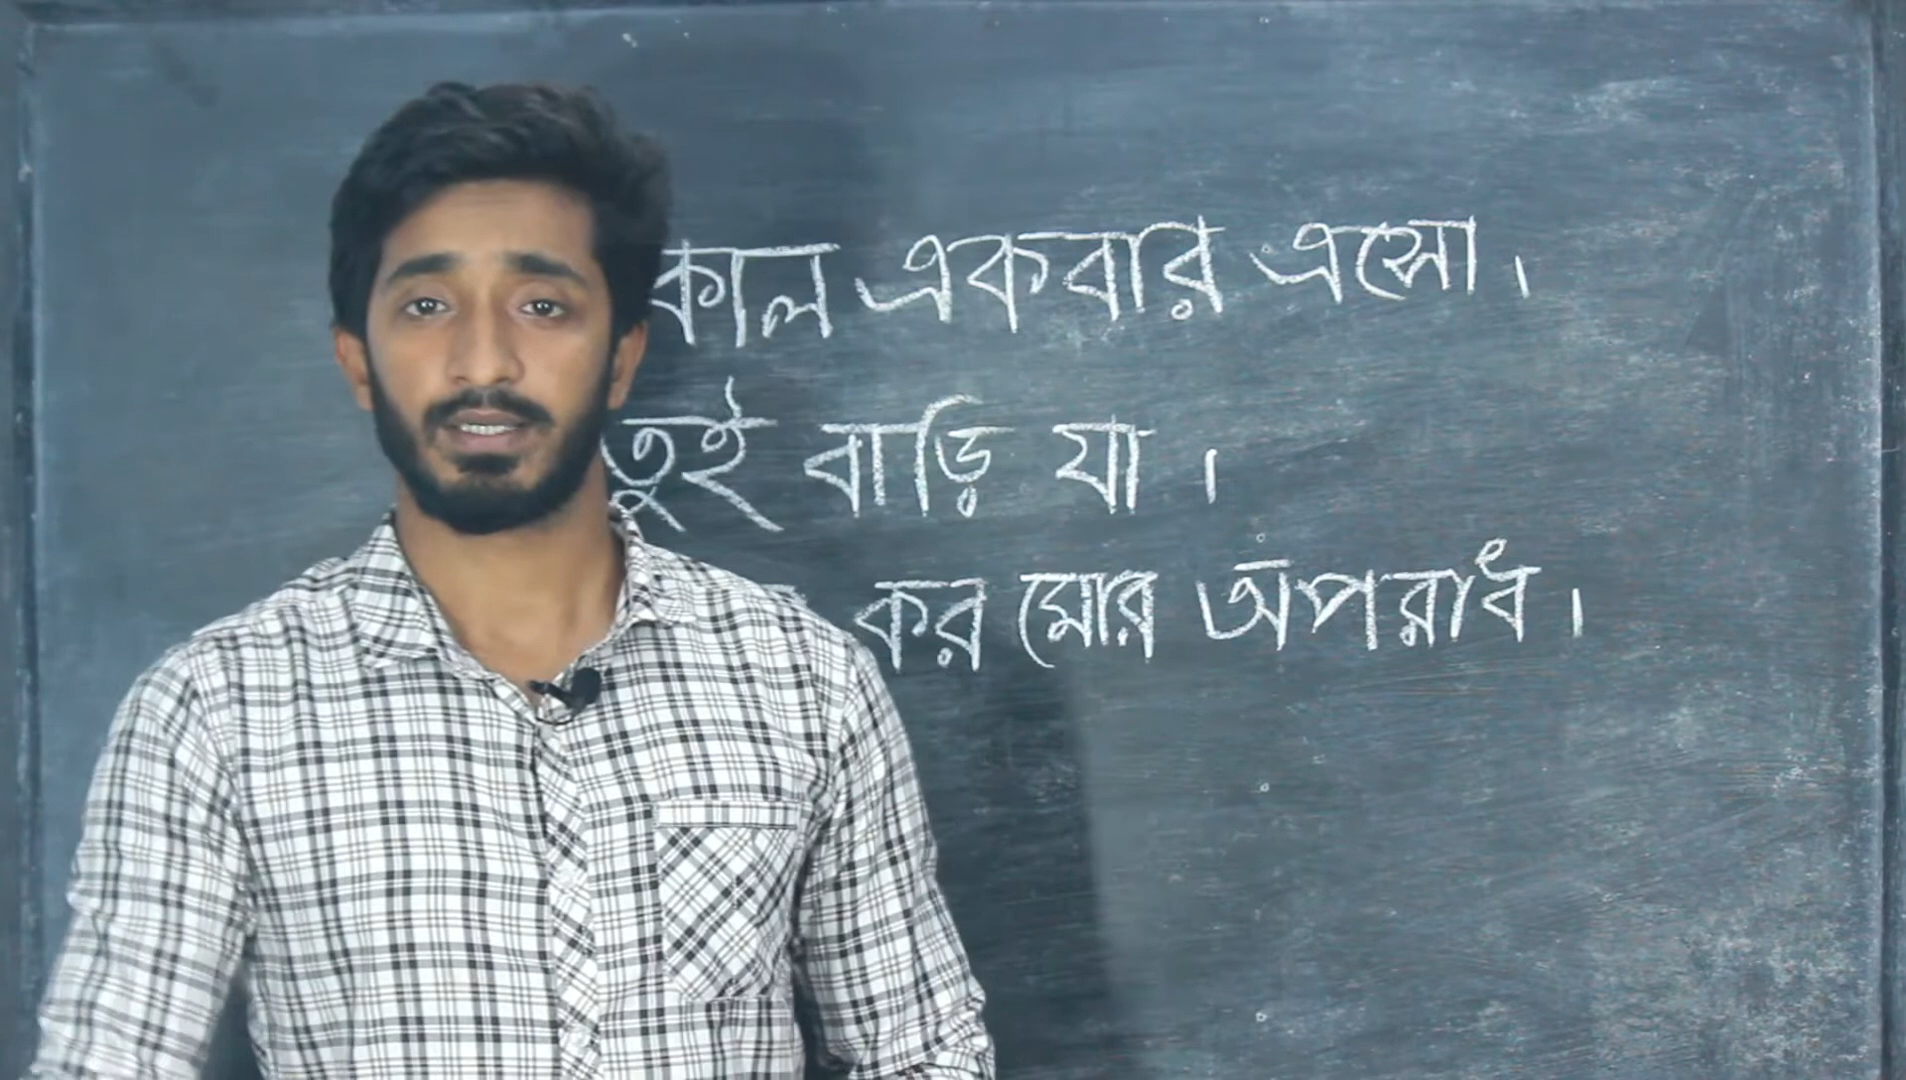 কাল একবার এসো।
তুই বাড়ি যা।
কর মোর অপরাধ।